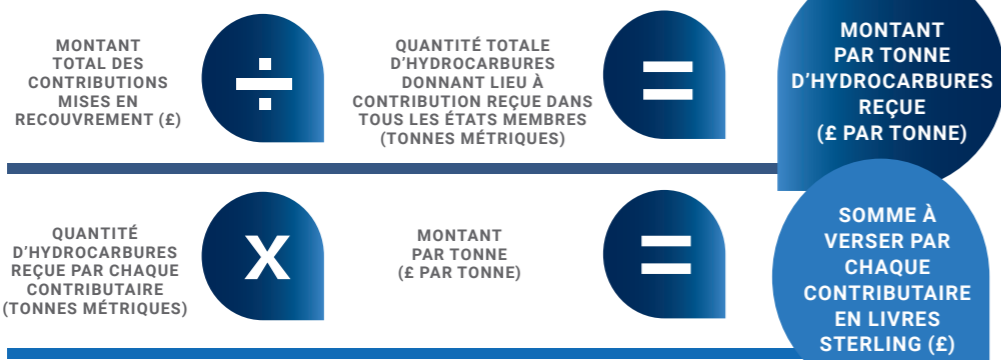 MONTANT
TOTAL DES
CONTRIBUTIONS
MISES EN
RECOUVREMENT (£)
÷
QUANTITÉ TOTALE
D'HYDROCARBURES
DONNANT LIEU À
CONTRIBUTION REÇUE DANS
TOUS LES ÉTATS MEMBRES
(TONNES MÉTRIQUES)
=
MONTANT
PAR TONNE
D'HYDROCARBURES
REÇUE
(£ PAR TONNE)
QUANTITÉ
D'HYDROCARBURES
REÇUE PAR CHAQUE
CONTRIBUTAIRE
(TONNES MÉTRIQUES)
X
MONTANT
PAR TONNE
(£ PAR TONNE)
=
SOMME À
VERSER PAR
CHAQUE
CONTRIBUTAIRE
EN LIVRES
STERLING (£)